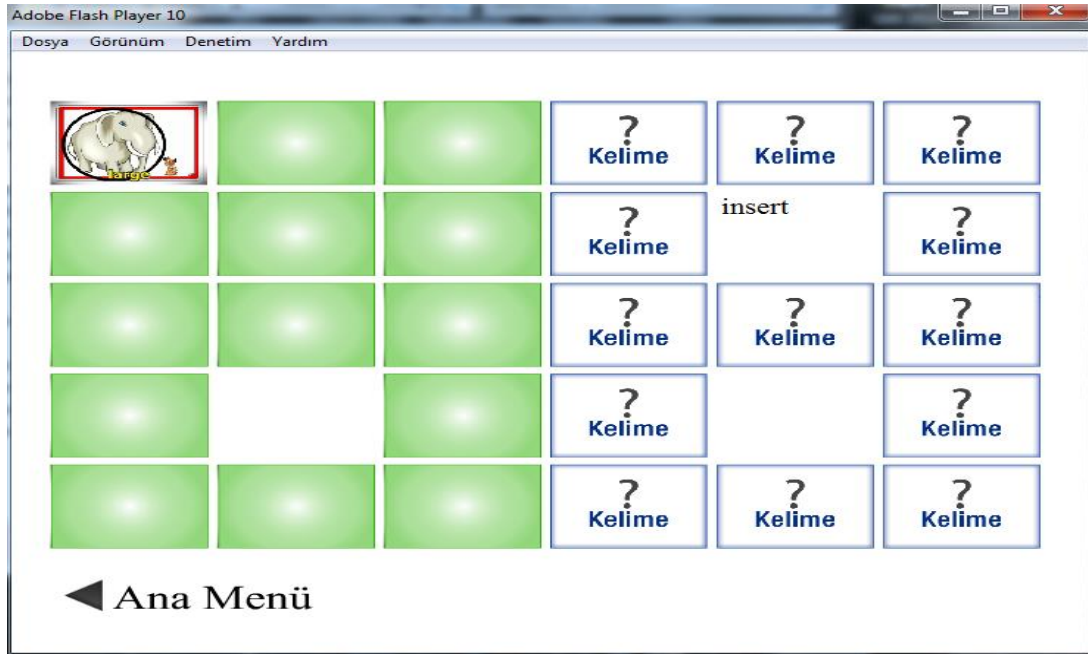 Adobe Flash Player 10
Dosya Görünüm Denetim Yardım
large
? ? ?
Kelime Kelime Kelime
? insert ?
Kelime Kelime
? ? ?
Kelime Kelime Kelime
? ?
Kelime Kelime
? ? ?
Kelime Kelime Kelime
Ana Menü